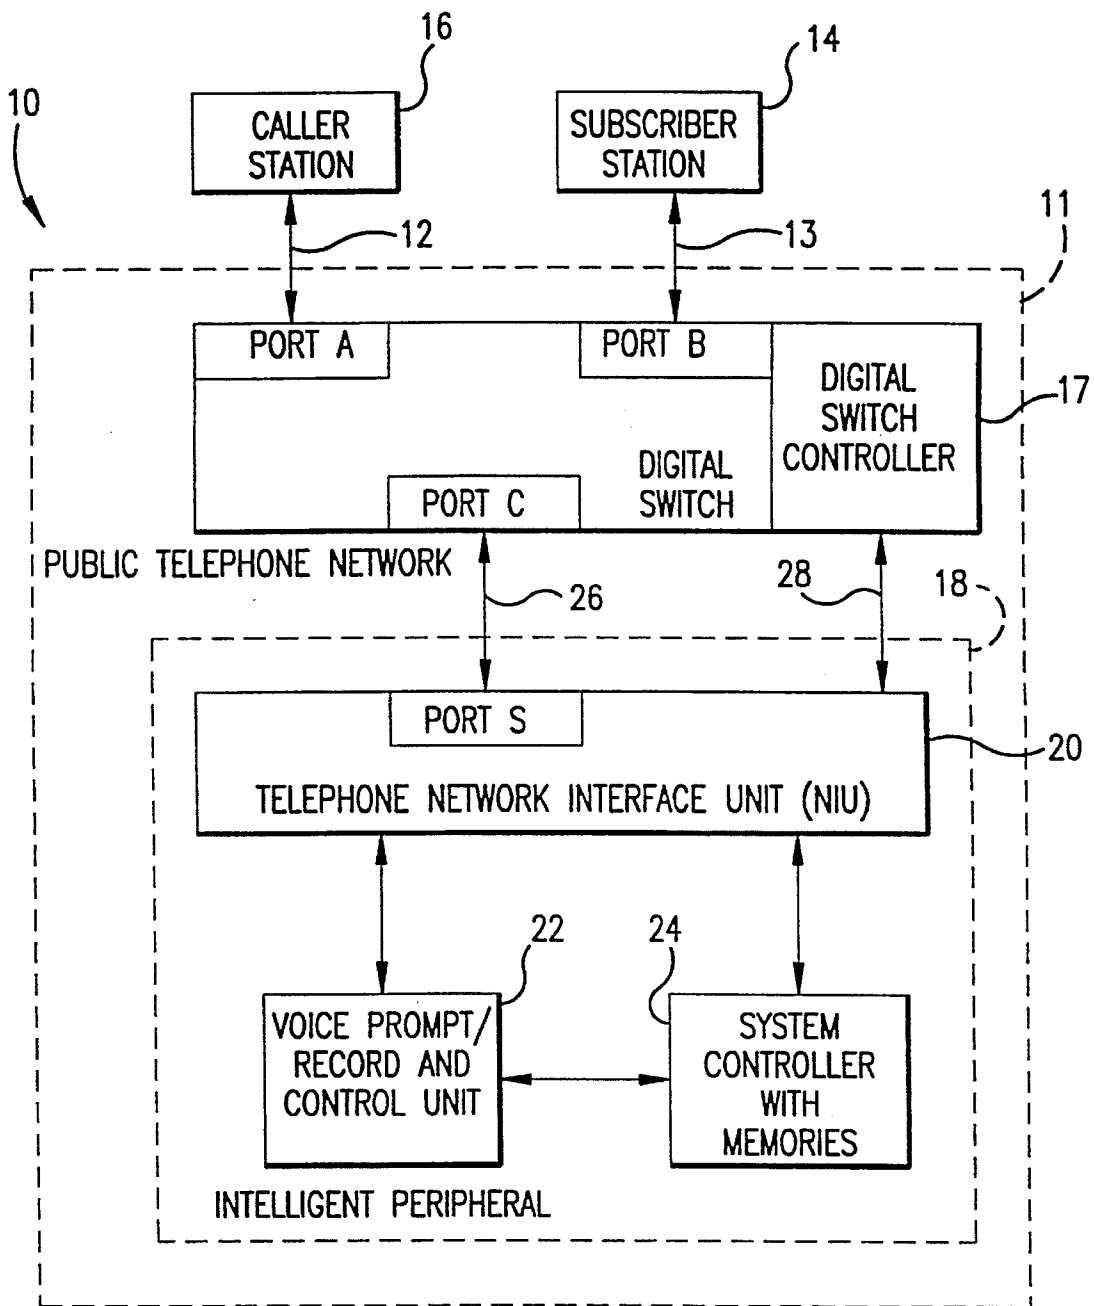 16
14
10
CALLER
STATION
SUBSCRIBER
STATION
11
12
13
PORT A
PORT B
DIGITAL
SWITCH
CONTROLLER
17
DIGITAL
SWITCH
PORT C
PUBLIC TELEPHONE NETWORK
26
28
18
PORT S
20
TELEPHONE NETWORK INTERFACE UNIT (NIU)
22
24
VOICE PROMPT/
RECORD AND
CONTROL UNIT
SYSTEM
CONTROLLER
WITH
MEMORIES
INTELLIGENT PERIPHERAL